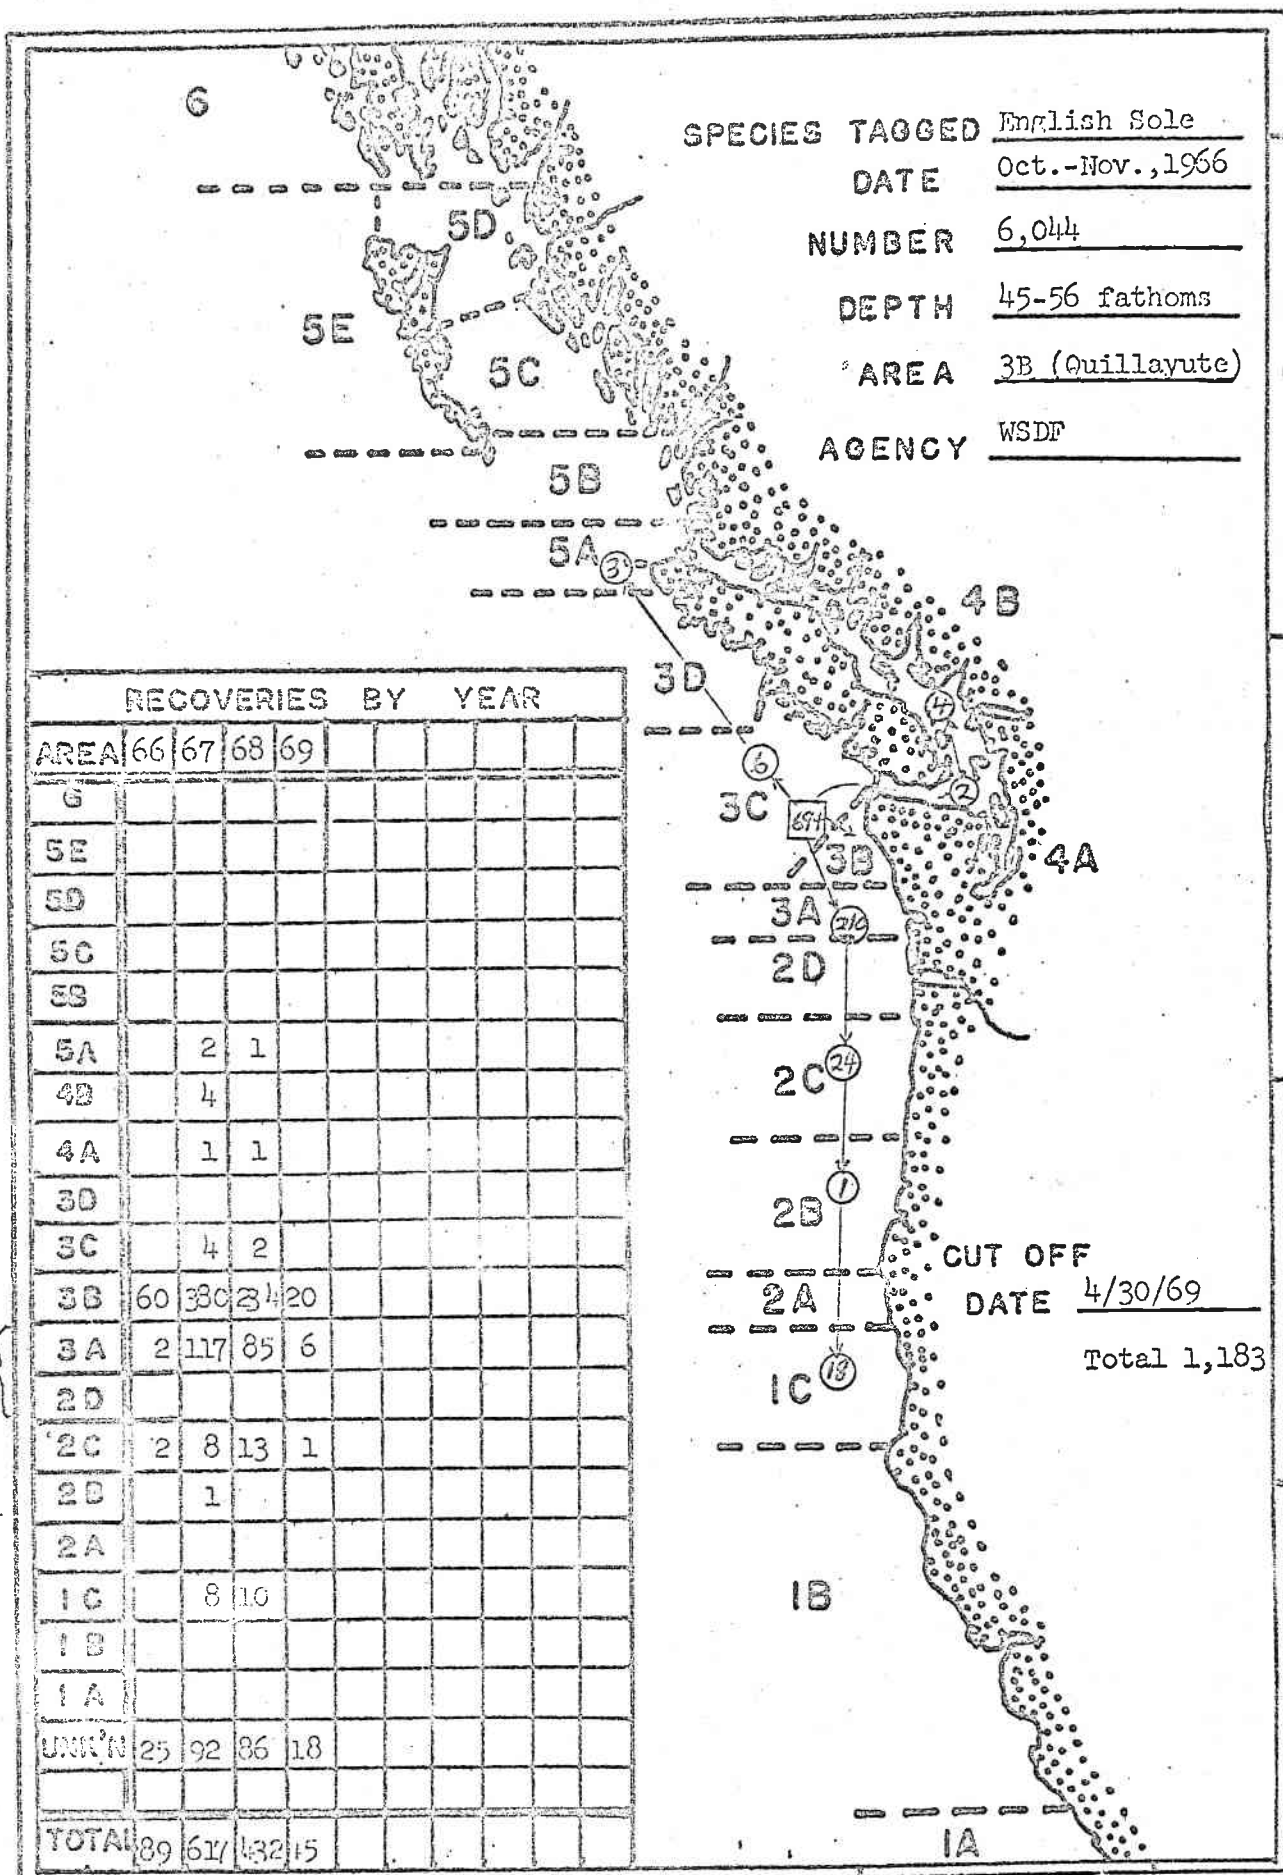 6
SPECIES TAGGED English Sole
DATE Oct.-Nov.,1966
5D
NUMBER 6,044
DEPTH 45-56 fathoms
5E
5C
AREA 3B (Quillayute)
AGENCY WSDF
5B
5A 3
4B
3D
4
6
3C
2
694
3B
4A
3A 210
2D
2C 24
2B 1
CUT OFF
2A
DATE 4/30/69
Total 1,183
1C 18
1B
1A
RECOVERIES BY YEAR
AREA 66 67 68 69
6
5E
5D
5C
5B
5A 2 1
4B 4
4A 1 1
3D
3C 4 2
3B 60 380 234 20
3A 2 117 85 6
2D
2C 2 8 13 1
2B 1
2A
1C 8 10
1B
1A
UNK'N 25 92 86 18
TOTAL 89 617 432 45